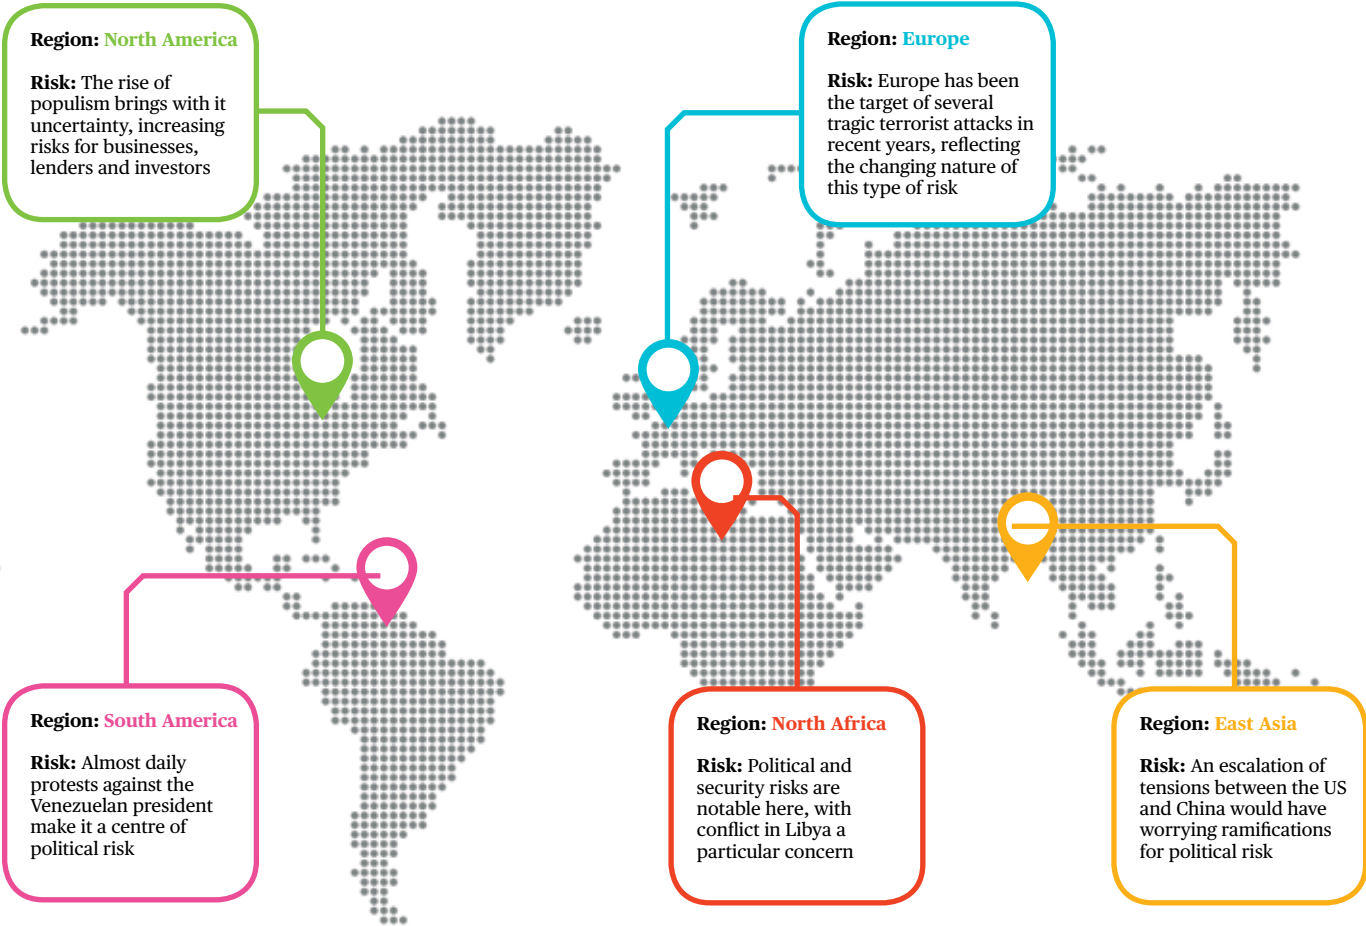 Region: North America
Risk: The rise of
populism brings with it
uncertainty, increasing
risks for businesses,
lenders and investors
Region: Europe
Risk: Europe has been
the target of several
tragic terrorist attacks in
recent years, reflecting
the changing nature of
this type of risk
Region: South America
Risk: Almost daily
protests against the
Venezuelan president
make it a centre of
political risk
Region: North Africa
Risk: Political and
security risks are
notable here, with
conflict in Libya a
particular concern
Region: East Asia
Risk: An escalation of
tensions between the US
and China would have
worrying ramifications
for political risk